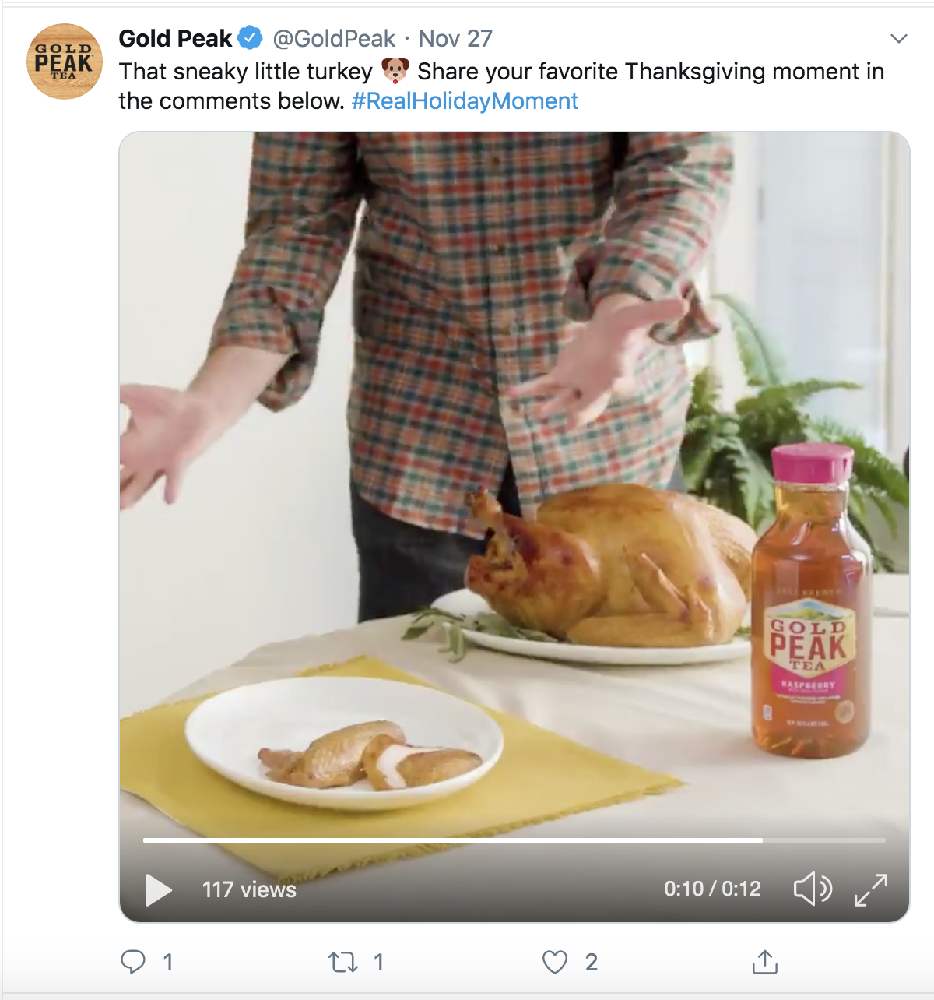 GOLD
PEAK
TEA
Gold Peak @GoldPeak · Nov 27
That sneaky little turkey 🐶 Share your favorite Thanksgiving moment in
the comments below. #RealHolidayMoment
GOLD
PEAK
TEA
RASPBERRY
117 views
0:10 / 0:12
1
1
2